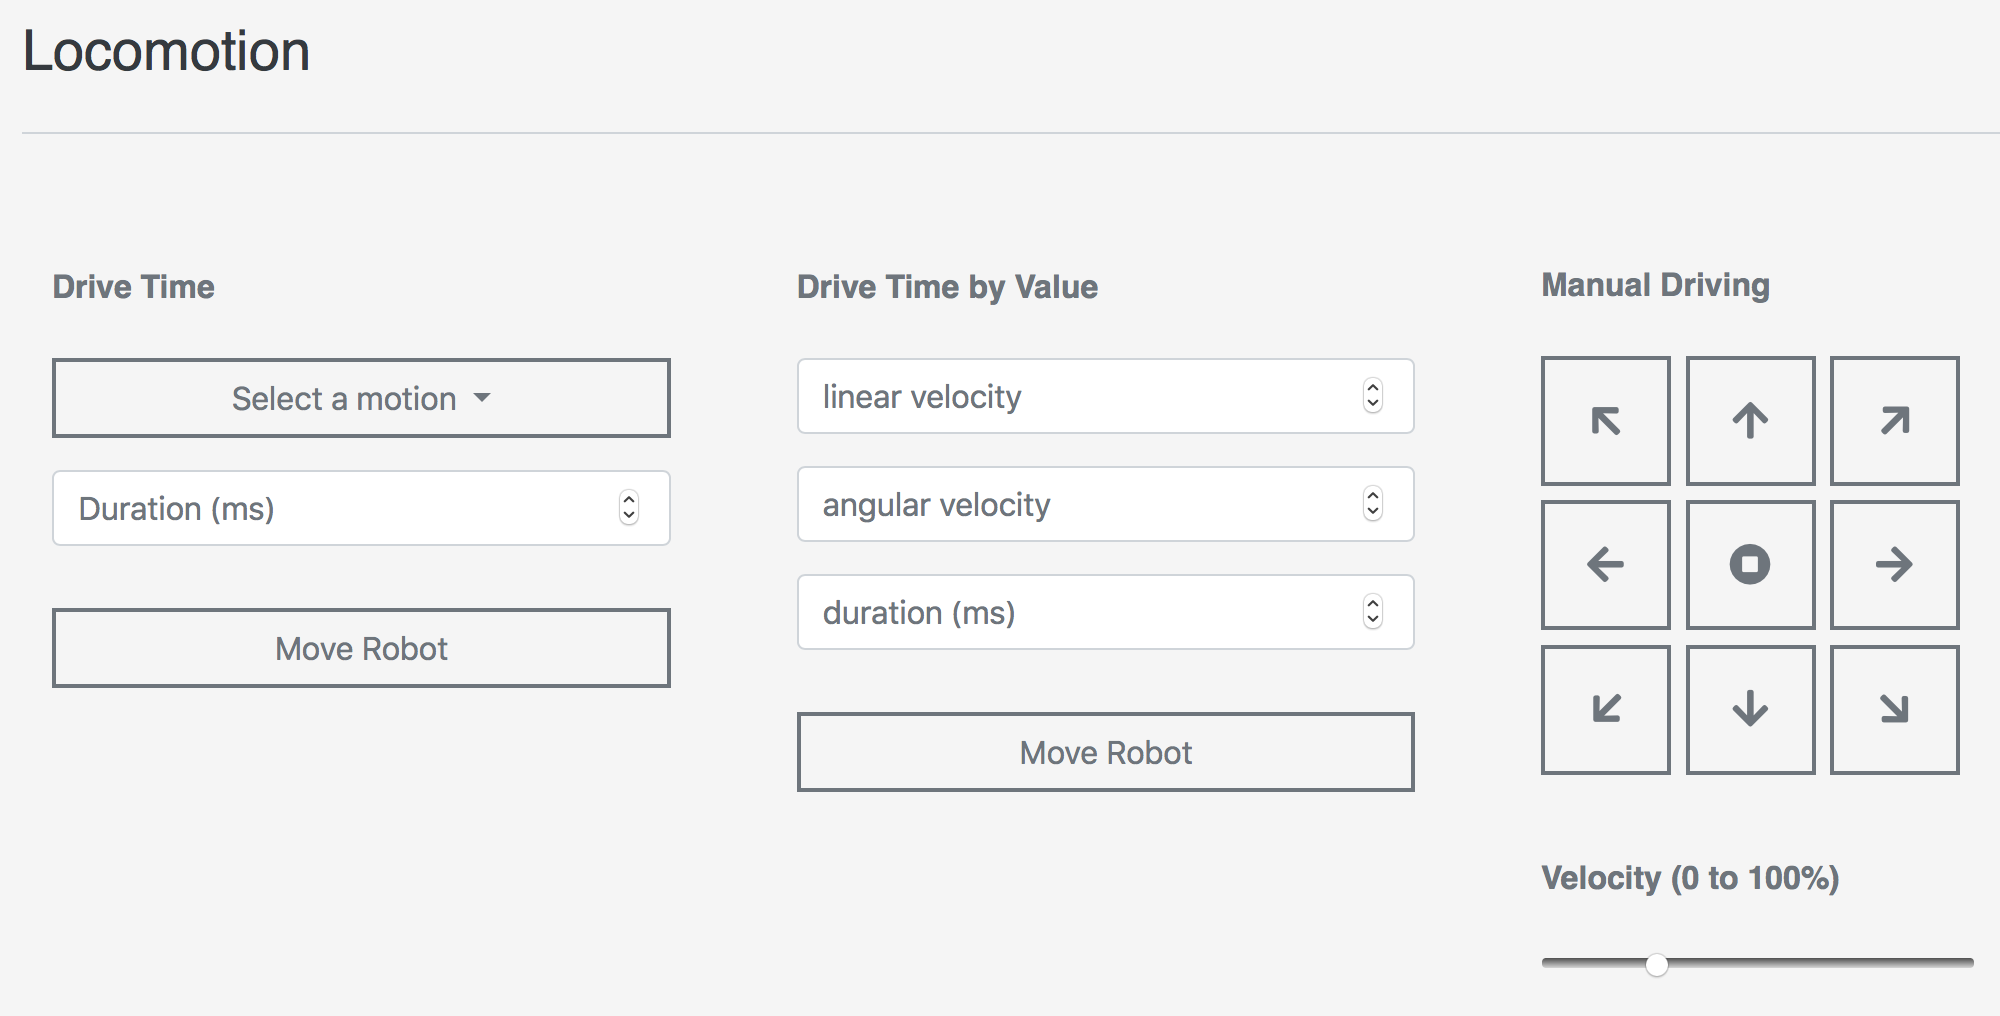 Locomotion
Drive Time
Select a motion
Duration (ms)
Move Robot
Drive Time by Value
linear velocity
angular velocity
duration (ms)
Move Robot
Manual Driving
Velocity (0 to 100%)